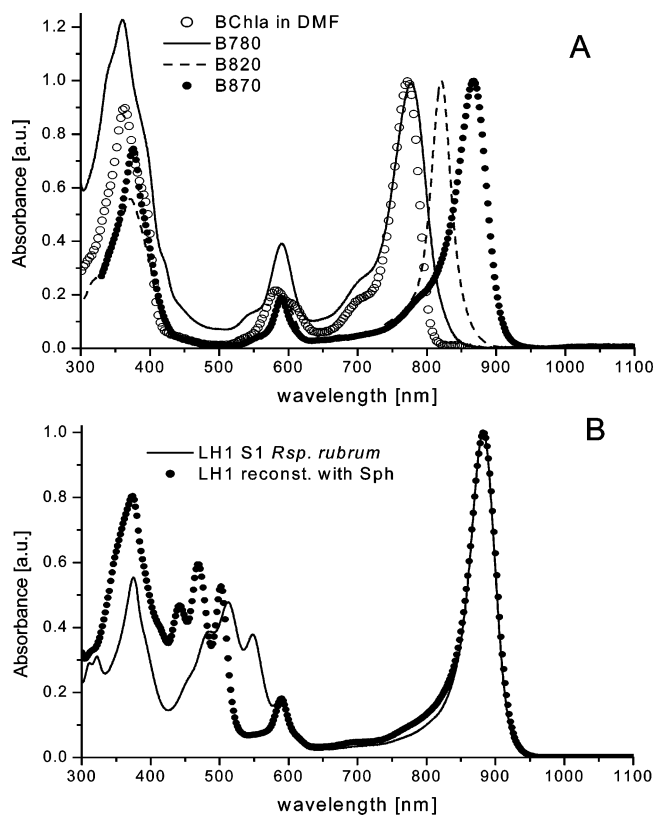 BChla in DMF
B780
B820
B870
A
Absorbance [a.u.]
1.2
1.0
0.8
0.6
0.4
0.2
0.0
300 400 500 600 700 800 900 1000 1100
wavelength [nm]
B
LH1 S1 Rsp. rubrum
LH1 reconst. with Sph
Absorbance [a.u.]
1.0
0.8
0.6
0.4
0.2
0.0
300 400 500 600 700 800 900 1000 1100
wavelength [nm]